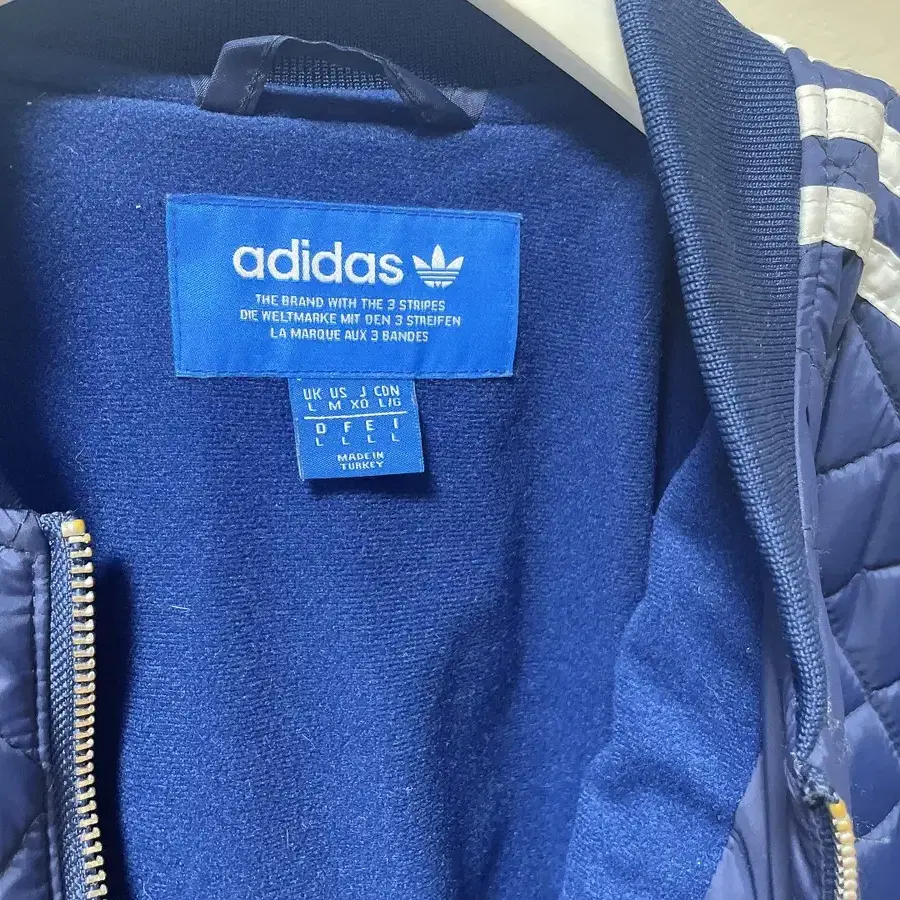 adidas
THE BRAND WITH THE 3 STRIPES
DIE WELTMARKE MIT DEN 3 STREIFEN
LA MARQUE AUX 3 BANDES
UK US J CDN
L M XO L/G
D F E I
L L L L
MADE IN
TURKEY